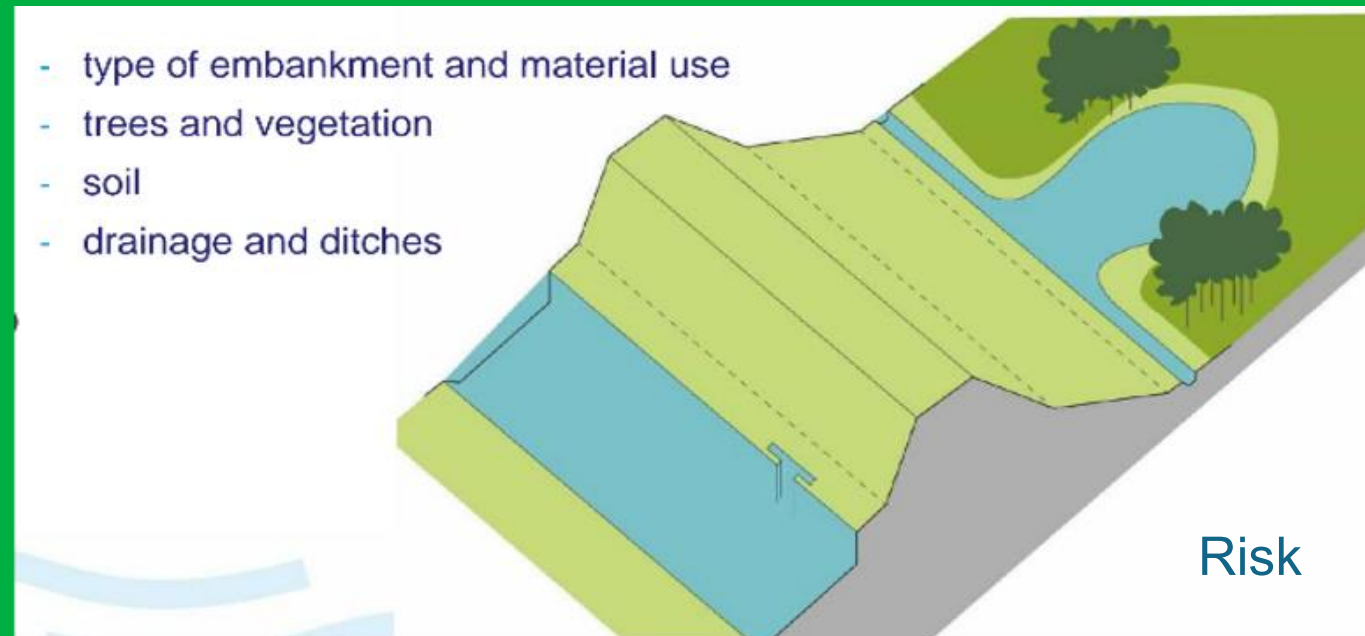 - type of embankment and material use
- trees and vegetation
- soil
- drainage and ditches
Risk